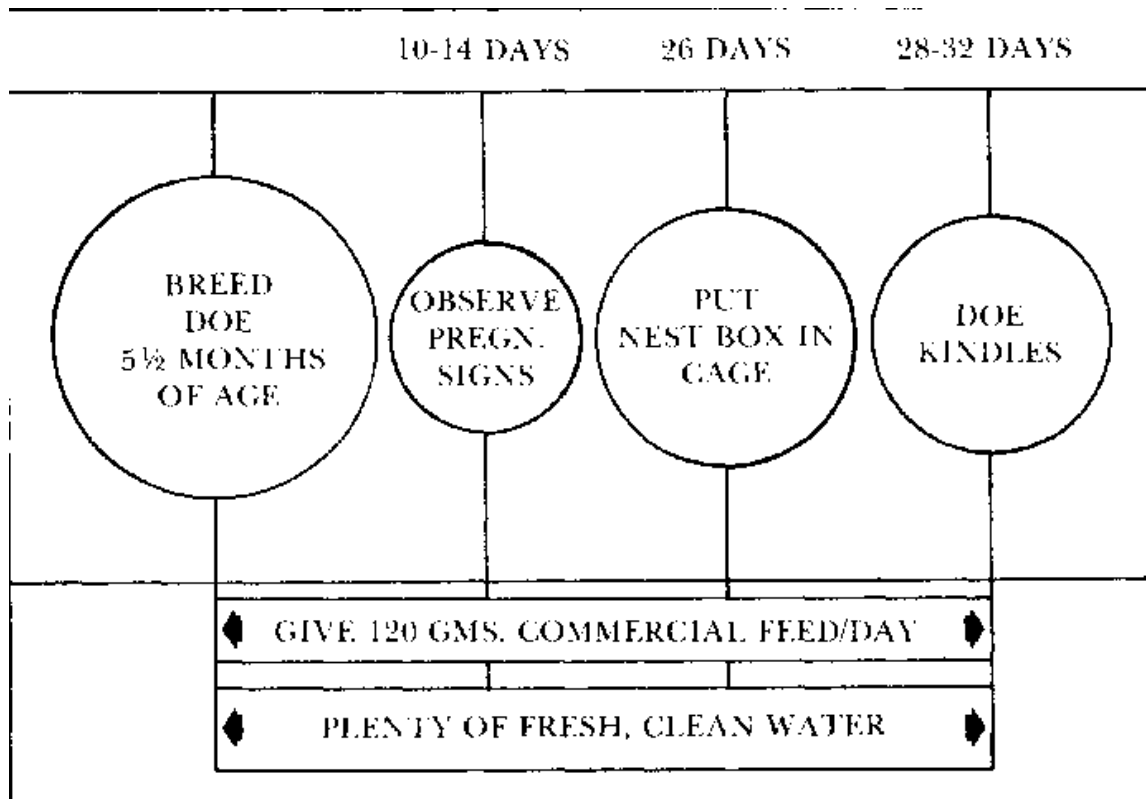 10-14 DAYS 26 DAYS 28-32 DAYS
BREED
DOE
5½ MONTHS
OF AGE
OBSERVE
PREGN.
SIGNS
PUT
NEST BOX IN
CAGE
DOE
KINDLES
GIVE 120 GMS. COMMERCIAL FEED/DAY
PLENTY OF FRESH, CLEAN WATER